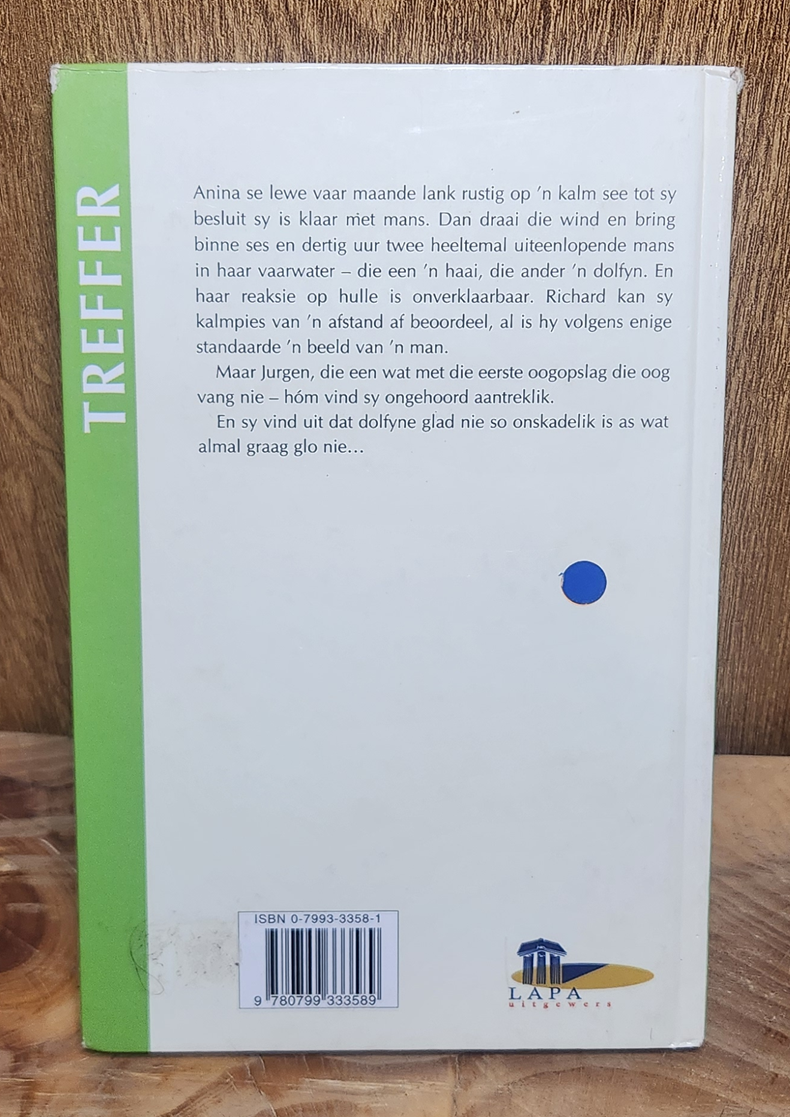 TREFFER
Anina se lewe vaar maande lank rustig op 'n kalm see tot sy
besluit sy is klaar met mans. Dan draai die wind en bring
binne ses en dertig uur twee heeltemal uiteenlopende mans
in haar vaarwater – die een 'n haai, die ander 'n dolfyn. En
haar reaksie op hulle is onverklaarbaar. Richard kan sy
kalmpies van 'n afstand af beoordeel, al is hy volgens enige
standaarde 'n beeld van 'n man.
Maar Jurgen, die een wat met die eerste oogopslag die oog
vang nie – hóm vind sy ongehoord aantreklik.
En sy vind uit dat dolfyne glad nie so onskadelik is as wat
almal graag glo nie...
ISBN 0-7993-3358-1
9 780799 333589
LAPA
uitgewers